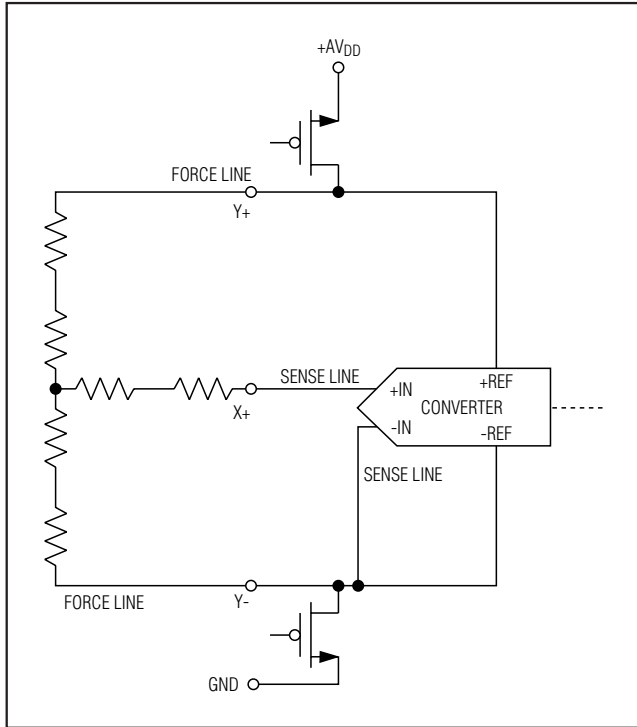 +AVDD
FORCE LINE
Y+
SENSE LINE
X+
+IN
+REF
CONVERTER
-IN
-REF
SENSE LINE
FORCE LINE
Y-
GND